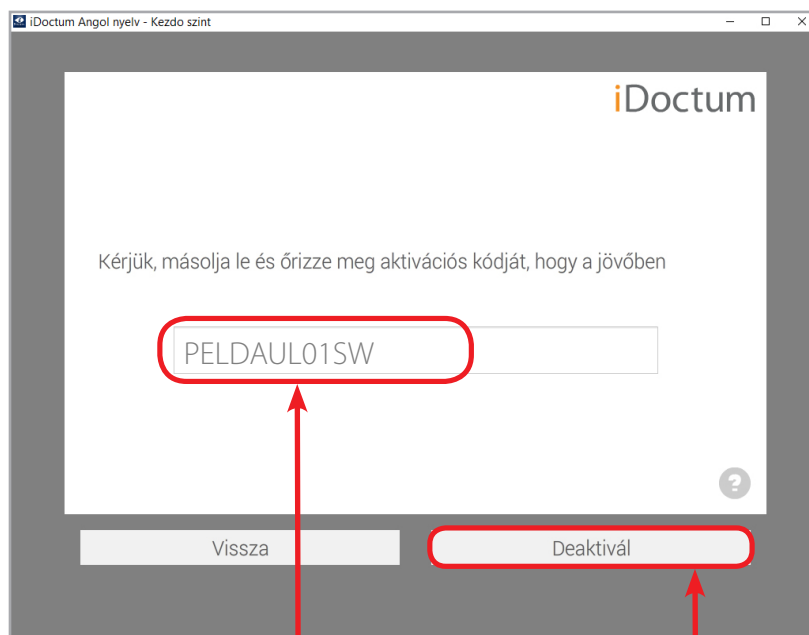 iDoctum Angol nyelv - Kezdo szint
iDoctum
Kérjük, másolja le és őrizze meg aktivációs kódját, hogy a jövőben
PELDAUL01SW
?
Vissza
Deaktivál